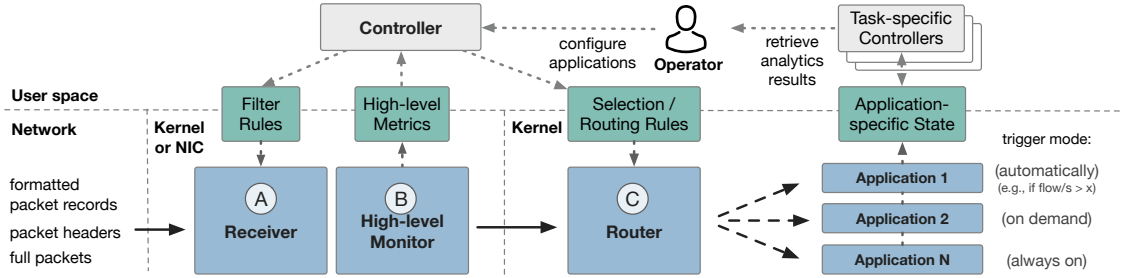 Controller
configure
applications
Operator
retrieve
analytics
results
Task-specific
Controllers
User space
Filter
Rules
High-level
Metrics
Selection /
Routing Rules
Application-
specific State
Network
Kernel
or NIC
Kernel
trigger mode:
formatted
packet records
packet headers
full packets
A
Receiver
B
High-level
Monitor
C
Router
Application 1
(automatically)
(e.g., if flow/s > x)
Application 2
(on demand)
Application N
(always on)